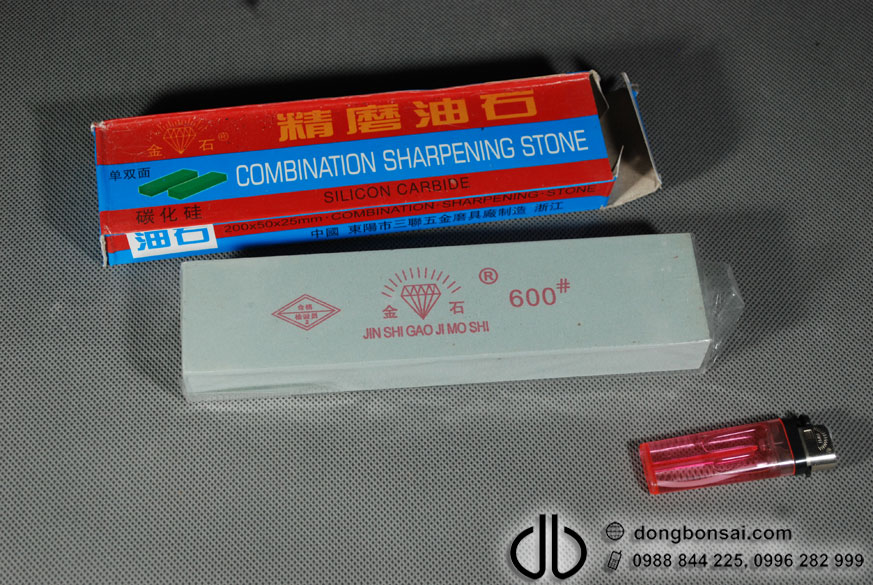 精磨油石
金石®
COMBINATION SHARPENING STONE
单双面
SILICON CARBIDE
碳化硅
200x50x25mm·COMBINATION SHARPENING STONE
油石
中國 東陽市三聯五金磨具廠制造 浙江
®
金石
600#
JIN SHI GAO JI MO SHI
db
dongbonsai.com
0988 844 225, 0996 282 999